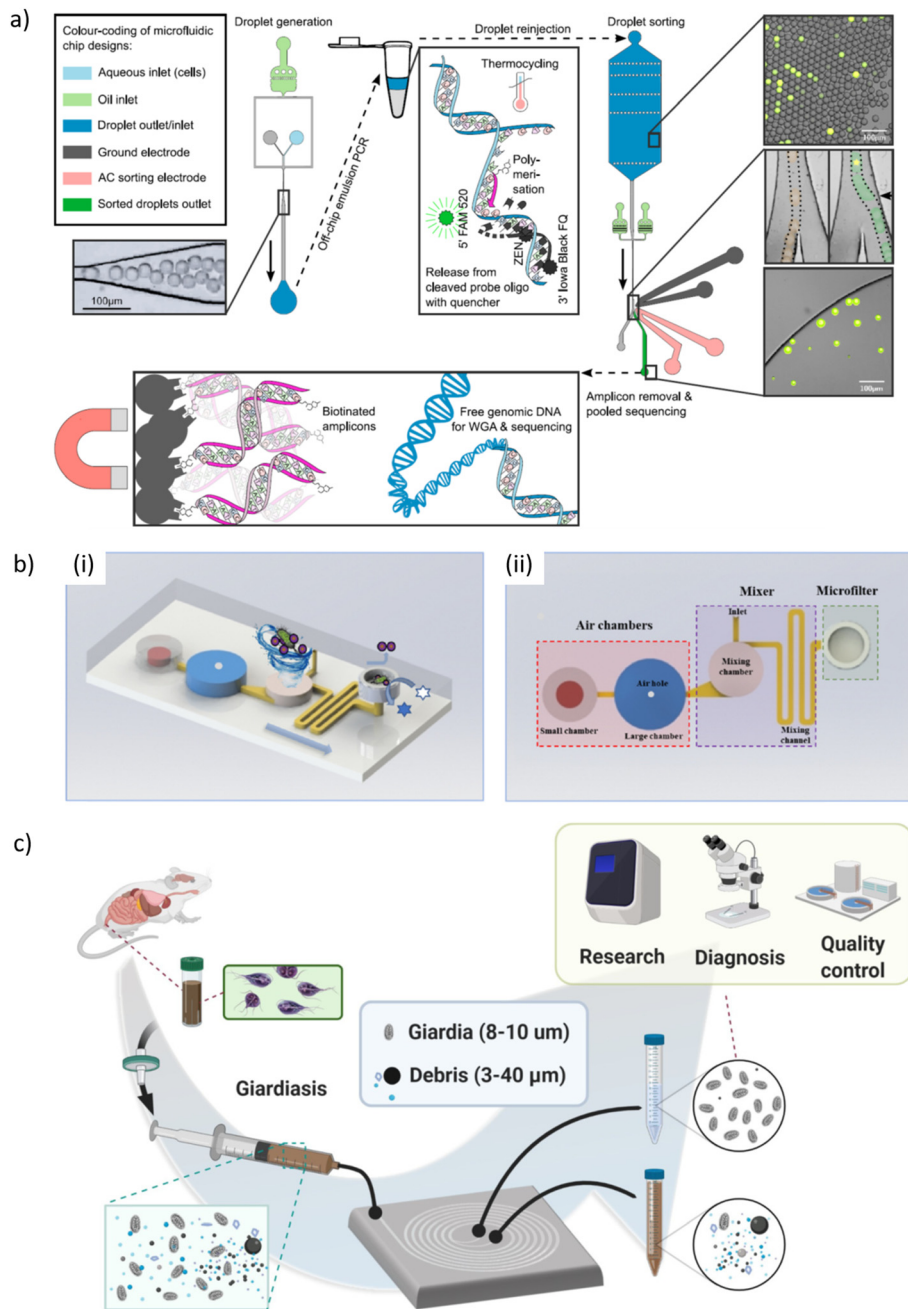 a)
Colour-coding of microfluidic
chip designs:
Aqueous inlet (cells)
Oil inlet
Droplet outlet/inlet
Ground electrode
AC sorting electrode
Sorted droplets outlet
Droplet generation
100µm
Off-chip emulsion PCR
Droplet reinjection
Thermocycling
Poly-
merisation
5' FAM 520
ZEN
3' Iowa Black FQ
Release from
cleaved probe oligo
with quencher
Droplet sorting
100µm
100µm
Amplicon removal &
pooled sequencing
Biotinated
amplicons
Free genomic DNA
for WGA & sequencing
b)
(i)
(ii)
Air chambers
Mixer
Microfilter
Inlet
Mixing
chamber
Air hole
Small chamber
Large chamber
Mixing
channel
c)
Research
Diagnosis
Quality
control
Giardia (8-10 um)
Debris (3-40 µm)
Giardiasis